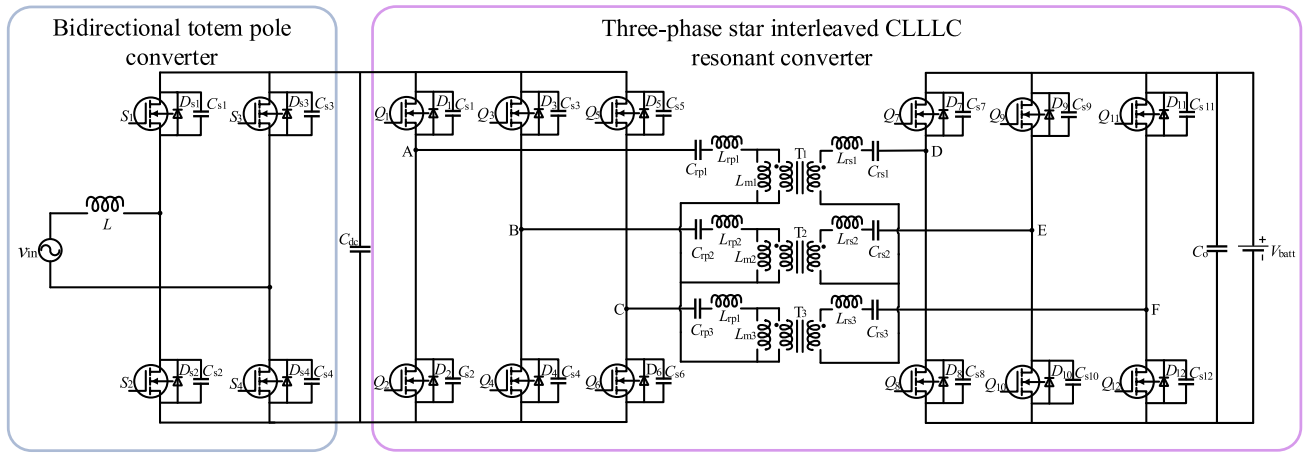 Bidirectional totem pole
converter
Three-phase star interleaved CLLLC
resonant converter
S1 Ds1 Cs1 S3 Ds3 Cs3 Q1 D1 Cs1 Q3 D3 Cs3 Q5 D5 Cs5 Q7 D7 Cs7 Q9 D9 Cs9 Q11 D11 Cs11
A Crp1 Lrp1 Lm1 T1 Lrs1 Crs1 D
L
vin Cdc B Crp2 Lrp2 Lm2 T2 Lrs2 Crs2 E Co + - Vbatt
C Crp3 Lrp1 Lm3 T3 Lrs3 Crs3 F
S2 Ds2 Cs2 S4 Ds4 Cs4 Q2 D2 Cs2 Q4 D4 Cs4 Q6 D6 Cs6 Q8 D8 Cs8 Q10 D10 Cs10 Q12 D12 Cs12